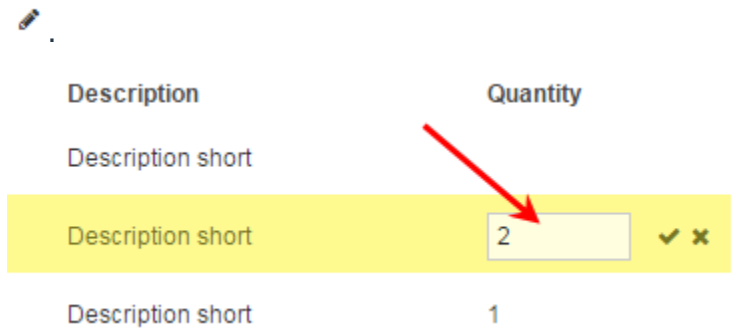 .
Description Quantity
Description short
Description short 2
Description short 1